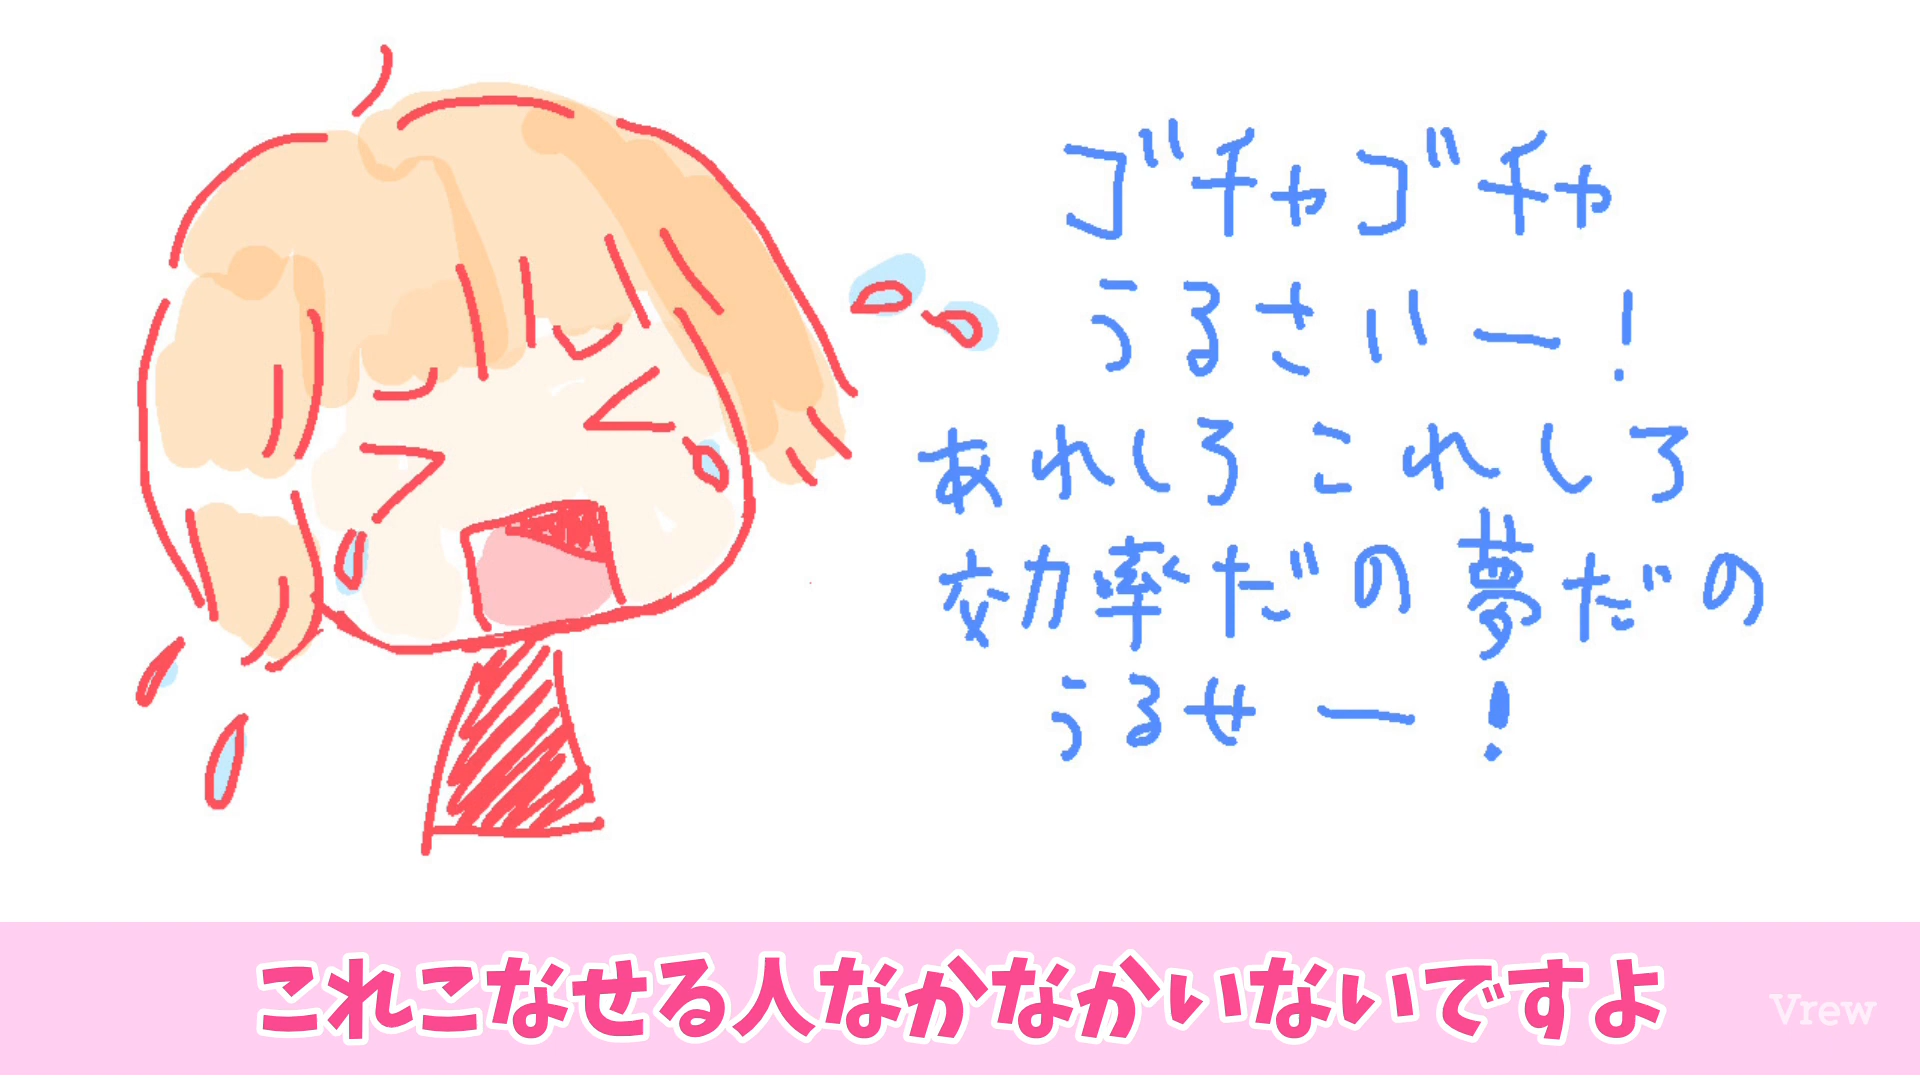 ゴチャゴチャ
うるさいー!
あれしろこれしろ
効率だの夢だの
うるせー!
これこなせる人なかなかいないですよ
Vrew